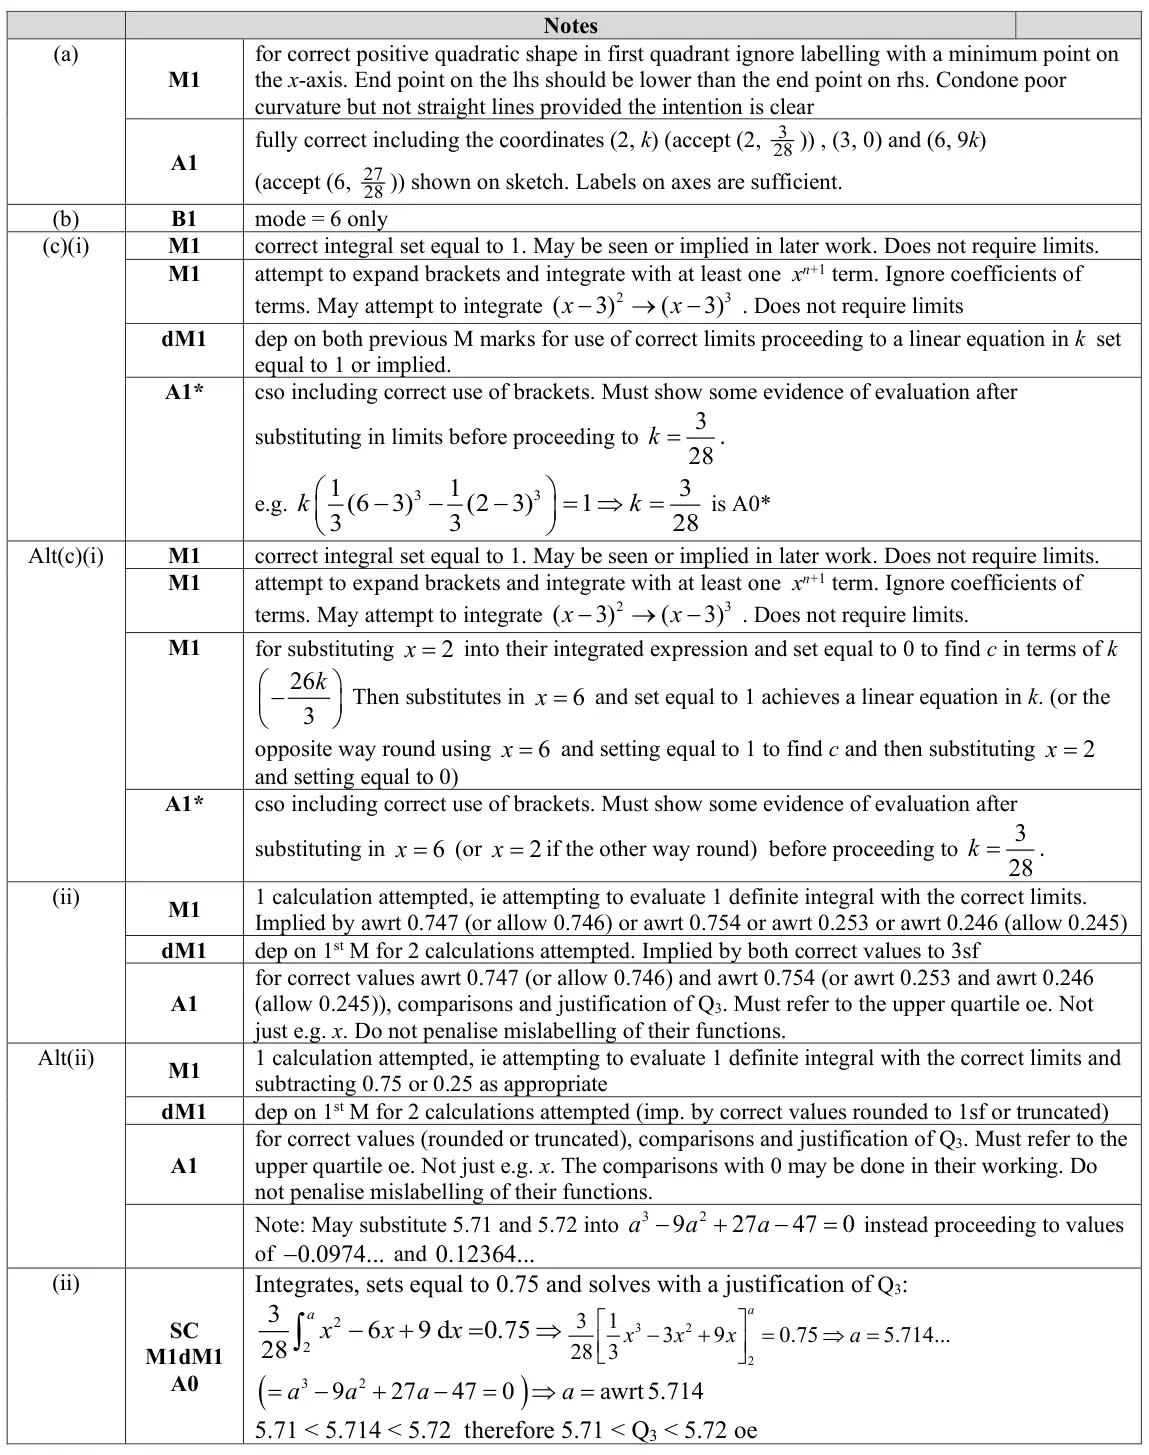 Notes
(a)
M1
for correct positive quadratic shape in first quadrant ignore labelling with a minimum point on
the x-axis. End point on the lhs should be lower than the end point on rhs. Condone poor
curvature but not straight lines provided the intention is clear
A1
fully correct including the coordinates (2, k) (accept (2, 3/28 )) , (3, 0) and (6, 9k)
(accept (6, 27/28 )) shown on sketch. Labels on axes are sufficient.
(b) B1 mode = 6 only
(c)(i) M1 correct integral set equal to 1. May be seen or implied in later work. Does not require limits.
M1 attempt to expand brackets and integrate with at least one xⁿ⁺¹ term. Ignore coefficients of
terms. May attempt to integrate (x − 3)² → (x − 3)³ . Does not require limits
dM1 dep on both previous M marks for use of correct limits proceeding to a linear equation in k set
equal to 1 or implied.
A1* cso including correct use of brackets. Must show some evidence of evaluation after
substituting in limits before proceeding to k = 3/28 .
e.g. k(1/3(6 − 3)³ − 1/3(2 − 3)³) = 1 ⇒ k = 3/28 is A0*
Alt(c)(i) M1 correct integral set equal to 1. May be seen or implied in later work. Does not require limits.
M1 attempt to expand brackets and integrate with at least one xⁿ⁺¹ term. Ignore coefficients of
terms. May attempt to integrate (x − 3)² → (x − 3)³ . Does not require limits.
M1 for substituting x = 2 into their integrated expression and set equal to 0 to find c in terms of k
(− 26k/3) Then substitutes in x = 6 and set equal to 1 achieves a linear equation in k. (or the
opposite way round using x = 6 and setting equal to 1 to find c and then substituting x = 2
and setting equal to 0)
A1* cso including correct use of brackets. Must show some evidence of evaluation after
substituting in x = 6 (or x = 2 if the other way round) before proceeding to k = 3/28 .
(ii)
M1
1 calculation attempted, ie attempting to evaluate 1 definite integral with the correct limits.
Implied by awrt 0.747 (or allow 0.746) or awrt 0.754 or awrt 0.253 or awrt 0.246 (allow 0.245)
dM1 dep on 1st M for 2 calculations attempted. Implied by both correct values to 3sf
A1
for correct values awrt 0.747 (or allow 0.746) and awrt 0.754 (or awrt 0.253 and awrt 0.246
(allow 0.245)), comparisons and justification of Q₃. Must refer to the upper quartile oe. Not
just e.g. x. Do not penalise mislabelling of their functions.
Alt(ii)
M1
1 calculation attempted, ie attempting to evaluate 1 definite integral with the correct limits and
subtracting 0.75 or 0.25 as appropriate
dM1 dep on 1st M for 2 calculations attempted (imp. by correct values rounded to 1sf or truncated)
A1
for correct values (rounded or truncated), comparisons and justification of Q₃. Must refer to the
upper quartile oe. Not just e.g. x. The comparisons with 0 may be done in their working. Do
not penalise mislabelling of their functions.
Note: May substitute 5.71 and 5.72 into a³ − 9a² + 27a − 47 = 0 instead proceeding to values
of −0.0974... and 0.12364...
(ii)
SC
M1dM1
A0
Integrates, sets equal to 0.75 and solves with a justification of Q₃:
3/28 ∫₂ᵃ x² − 6x + 9 dx =0.75 ⇒ 3/28 [1/3 x³ − 3x² + 9x]₂ᵃ = 0.75 ⇒ a = 5.714...
(= a³ − 9a² + 27a − 47 = 0) ⇒ a = awrt 5.714
5.71 < 5.714 < 5.72 therefore 5.71 < Q₃ < 5.72 oe